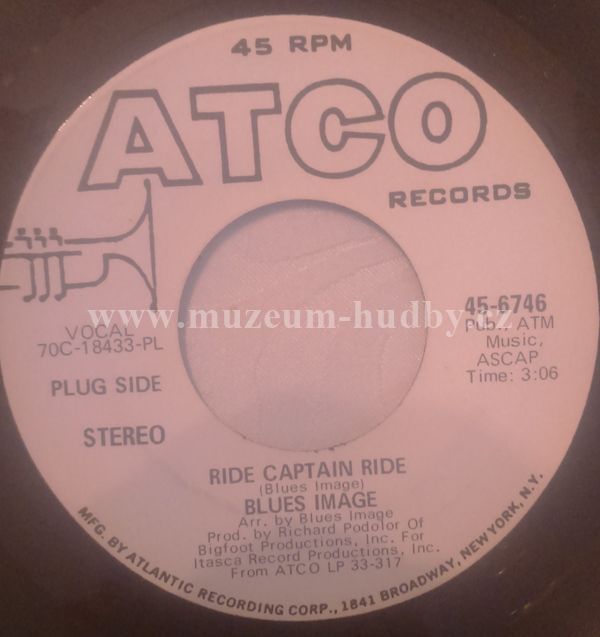 45 RPM
ATCO
RECORDS
www.muzeum-hudby.cz
VOCAL
70C-18433-PL
PLUG SIDE
STEREO
45-6746
Pub., ATM
Music,
ASCAP
Time: 3:06
RIDE CAPTAIN RIDE
(Blues Image)
BLUES IMAGE
Arr. by Blues Image
Prod. by Richard Podolor Of
Bigfoot Productions, Inc. For
Itasca Record Productions, Inc.
From ATCO LP 33-317
MFG. BY ATLANTIC RECORDING CORP., 1841 BROADWAY, NEW YORK, N.Y.